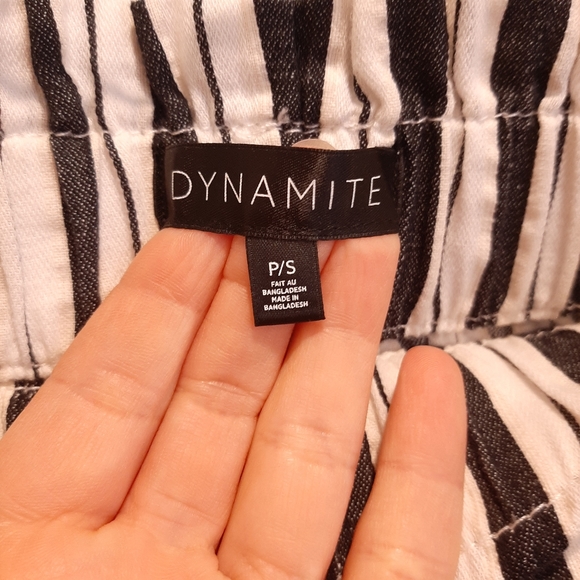 DYNAMITE
P/S
FAIT AU
BANGLADESH
MADE IN
BANGLADESH